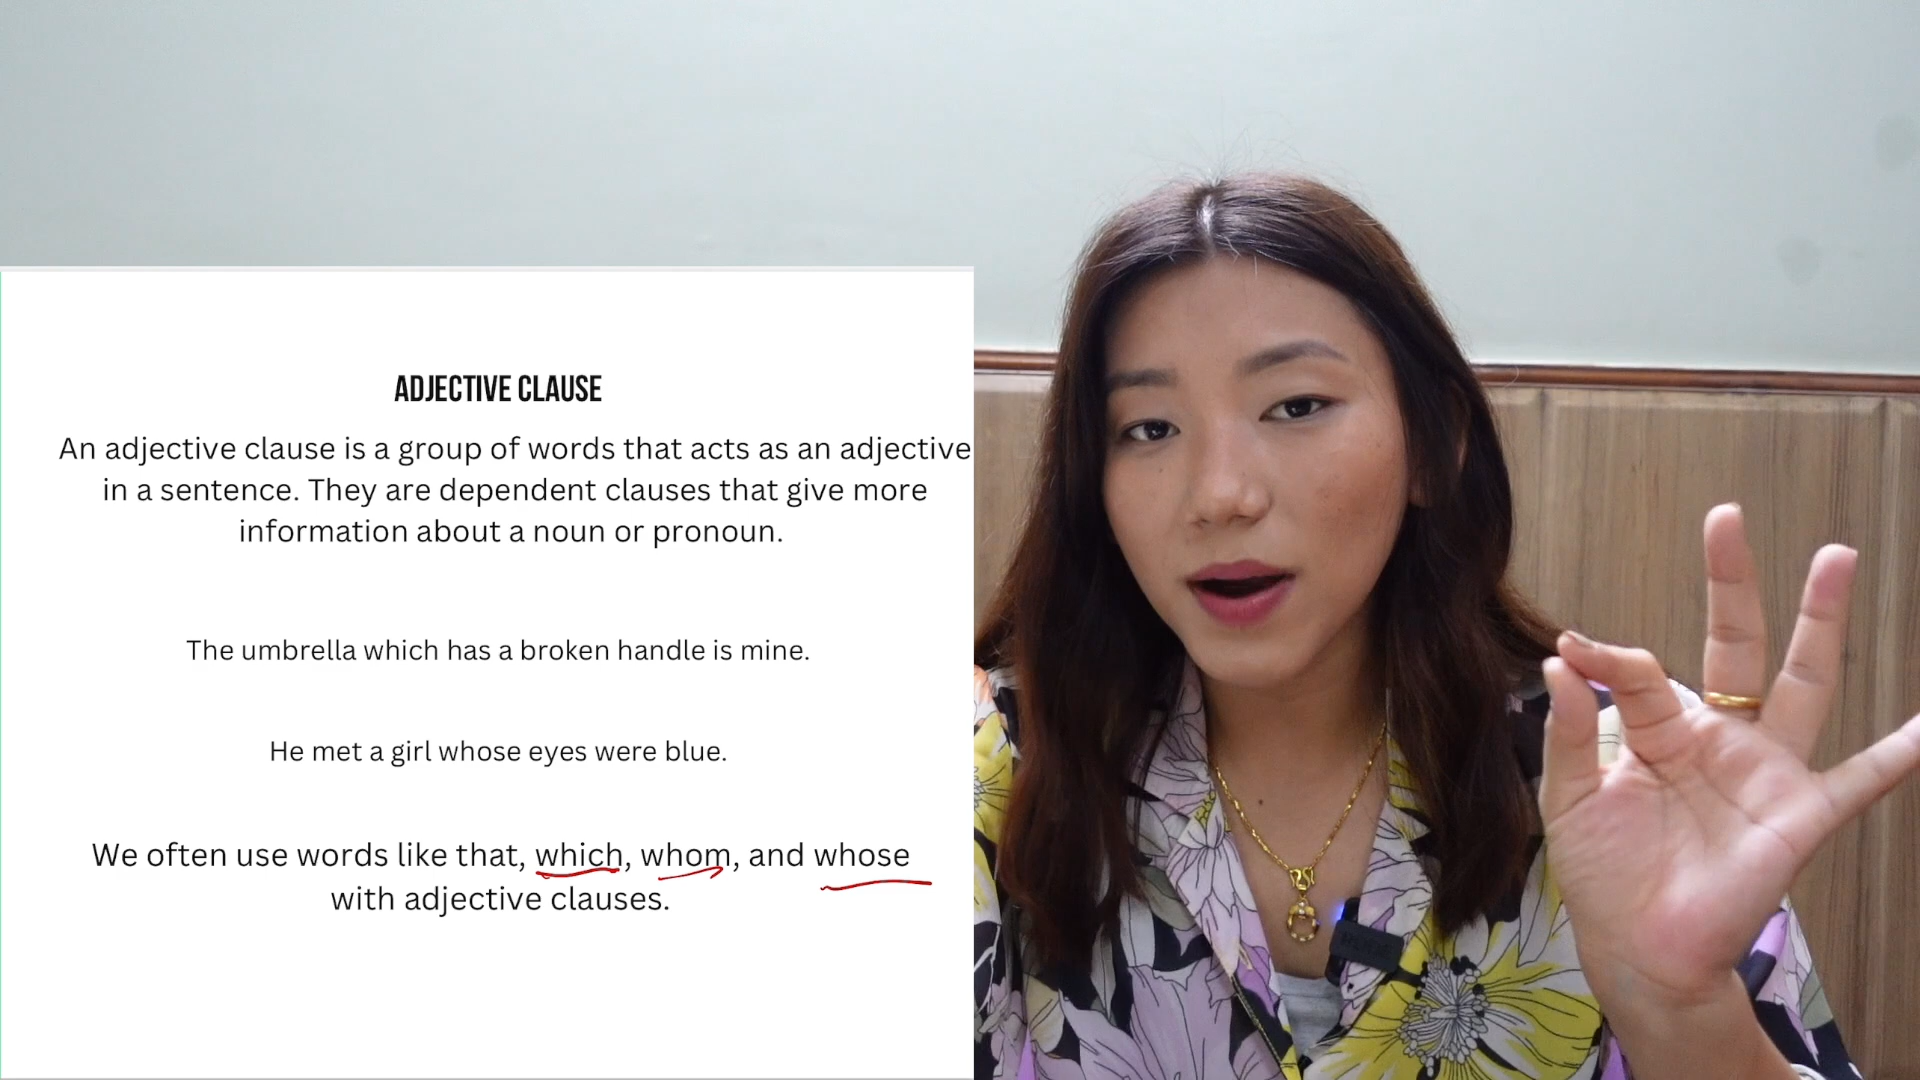 ADJECTIVE CLAUSE
An adjective clause is a group of words that acts as an adjective
in a sentence. They are dependent clauses that give more
information about a noun or pronoun.
The umbrella which has a broken handle is mine.
He met a girl whose eyes were blue.
We often use words like that, which, whom, and whose
with adjective clauses.